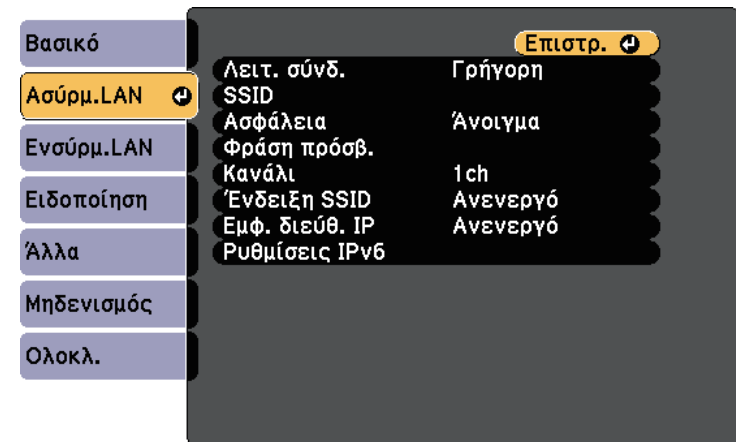 Βασικό
Ασύρμ.LAN
Ενσύρμ.LAN
Ειδοποίηση
Άλλα
Μηδενισμός
Ολοκλ.
Επιστρ.
Λειτ. σύνδ. Γρήγορη
SSID
Ασφάλεια Άνοιγμα
Φράση πρόσβ.
Κανάλι 1ch
Ένδειξη SSID Ανενεργό
Εμφ. διεύθ. IP Ανενεργό
Ρυθμίσεις IPv6